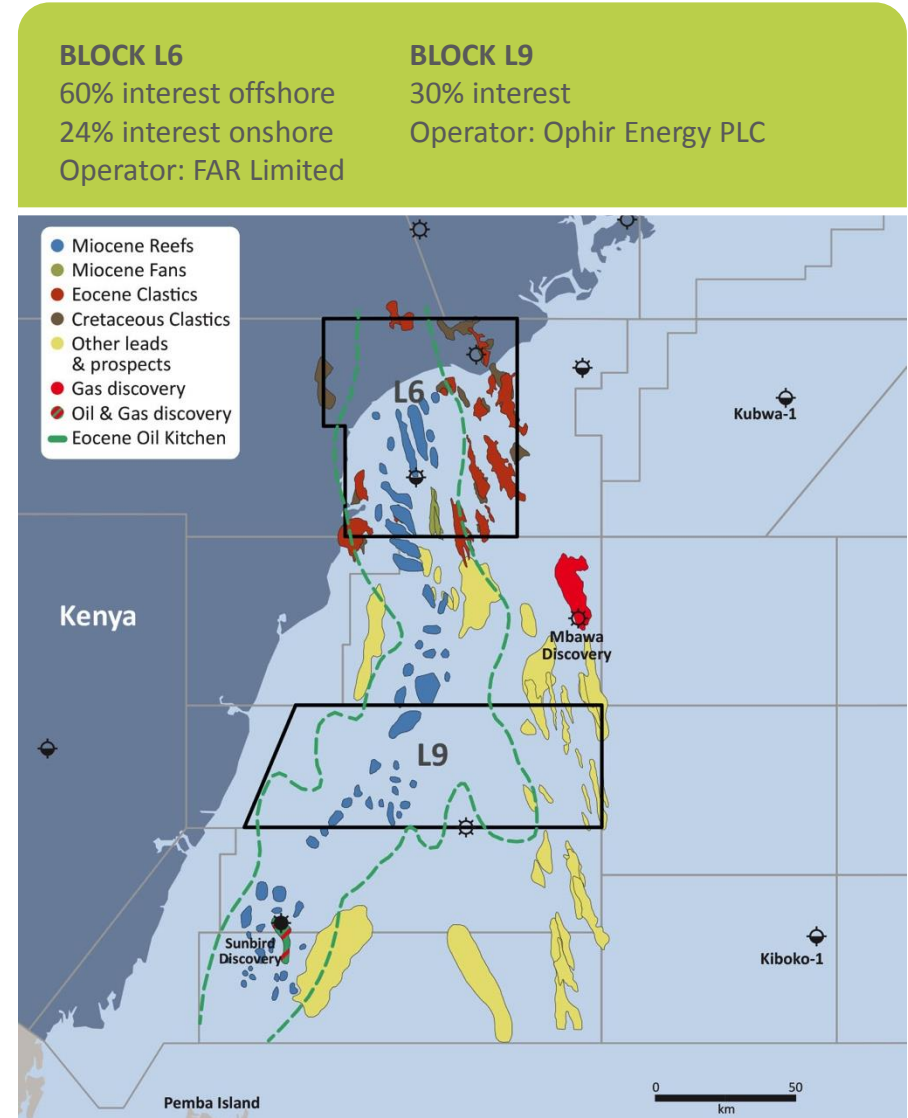 BLOCK L6
60% interest offshore
24% interest onshore
Operator: FAR Limited
BLOCK L9
30% interest
Operator: Ophir Energy PLC
Miocene Reefs
Miocene Fans
Eocene Clastics
Cretaceous Clastics
Other leads
& prospects
Gas discovery
Oil & Gas discovery
Eocene Oil Kitchen
L6
Kubwa-1
Kenya
Mbawa
Discovery
L9
Sunbird
Discovery
Kiboko-1
Pemba Island
0 50
km